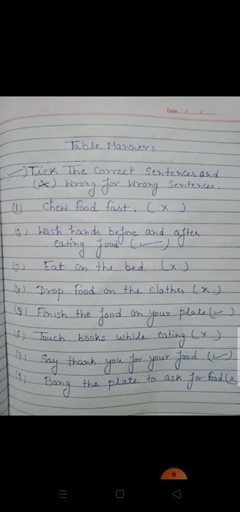 Date / /
Table Manners
(✓) Tick The Correct Sentences and
(×) Wrong for Wrong Sentences.
(1) Chew food fast. (×)
(2) Wash hands before and after
eating food (✓)
(3) Eat on the bed (×)
(4) Drop food on the clothes (×)
(5) Finish the food on your plate (✓)
(6) Touch books while eating (×)
(7) Say thank you for your food (✓)
(8) Bang the plate to ask for food (×